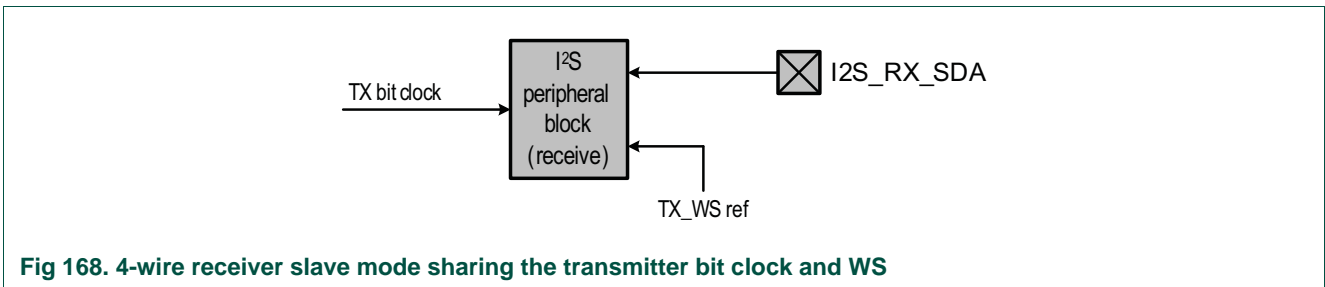 I2S
peripheral
block
(receive)
TX bit clock
I2S_RX_SDA
TX_WS ref
Fig 168. 4-wire receiver slave mode sharing the transmitter bit clock and WS